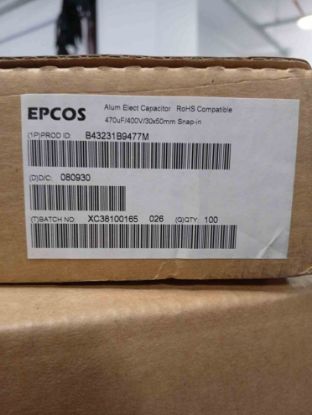 EPCOS
Alum Elect Capacitor RoHS Compatible
470uF/400V/30x50mm Snap-in
(1P)PROD ID B43231B9477M
(D)D/C: 080930
(T)BATCH NO: XC38100165 026 (Q)QTY: 100